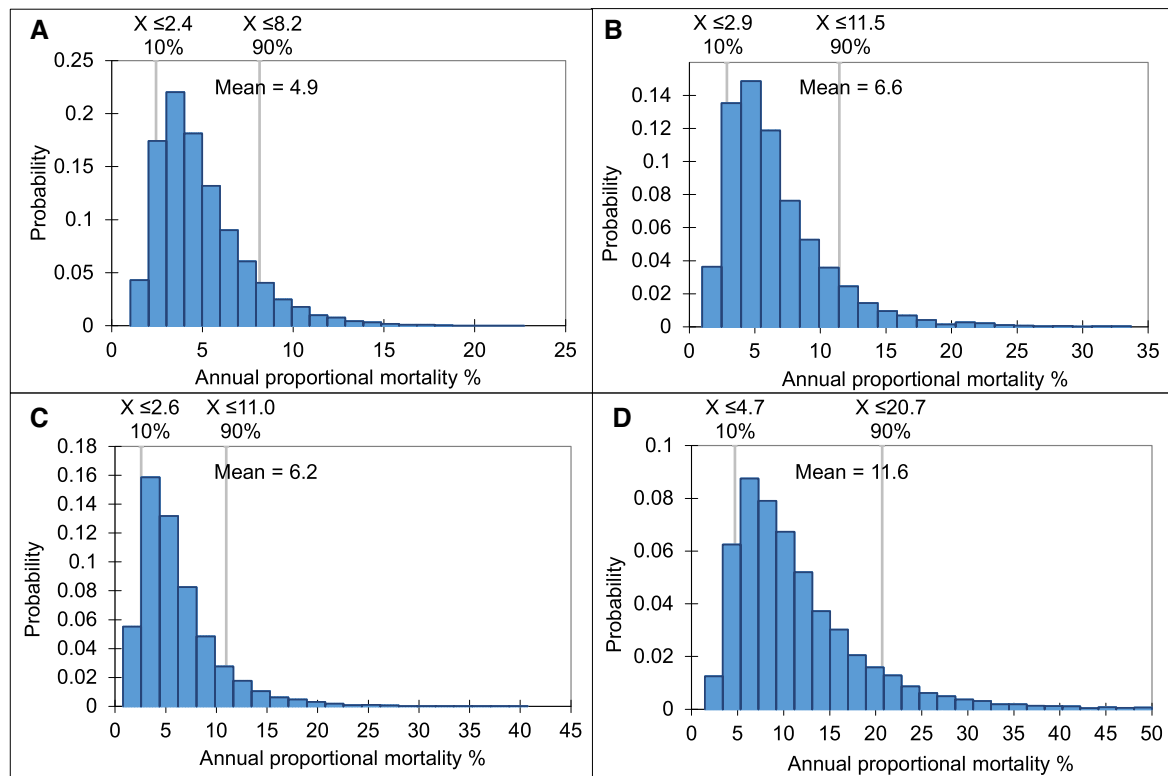 A
X ≤2.4
X ≤8.2
10%
90%
Mean = 4.9
0.25
0.2
0.15
0.1
0.05
0
Probability
0 5 10 15 20 25
Annual proportional mortality %
B
X ≤2.9
X ≤11.5
10%
90%
Mean = 6.6
0.14
0.12
0.1
0.08
0.06
0.04
0.02
0
Probability
0 5 10 15 20 25 30 35
Annual proportional mortality %
C
X ≤2.6
X ≤11.0
10%
90%
Mean = 6.2
0.18
0.16
0.14
0.12
0.1
0.08
0.06
0.04
0.02
0
Probability
0 5 10 15 20 25 30 35 40 45
Annual proportional mortality %
D
X ≤4.7
X ≤20.7
10%
90%
Mean = 11.6
0.1
0.08
0.06
0.04
0.02
0
Probability
0 5 10 15 20 25 30 35 40 45 50
Annual proportional mortality %